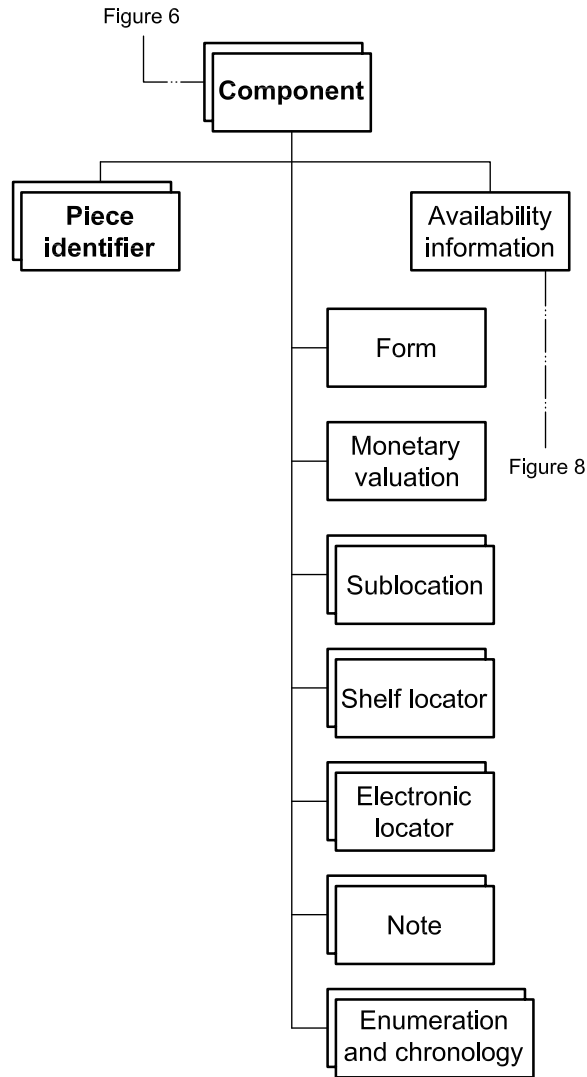 Figure 6
Component
Piece
identifier
Availability
information
Form
Monetary
valuation
Figure 8
Sublocation
Shelf locator
Electronic
locator
Note
Enumeration
and chronology